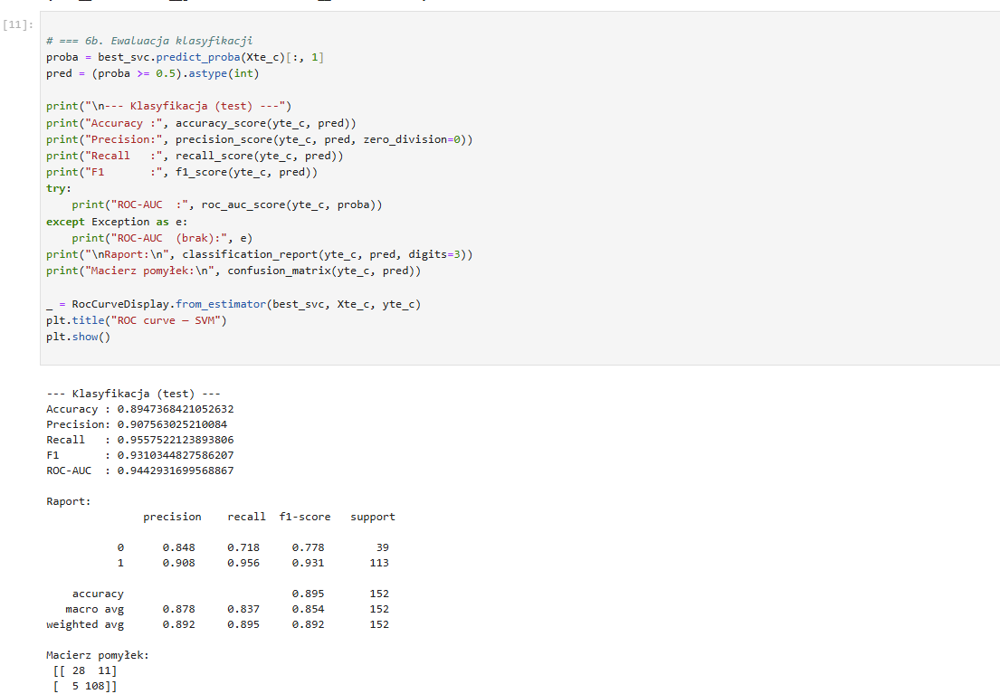 [11]:
# === 6b. Ewaluacja klasyfikacji
proba = best_svc.predict_proba(Xte_c)[:, 1]
pred = (proba >= 0.5).astype(int)
print("\n--- Klasyfikacja (test) ---")
print("Accuracy :", accuracy_score(yte_c, pred))
print("Precision:", precision_score(yte_c, pred, zero_division=0))
print("Recall   :", recall_score(yte_c, pred))
print("F1       :", f1_score(yte_c, pred))
try:
    print("ROC-AUC  :", roc_auc_score(yte_c, proba))
except Exception as e:
    print("ROC-AUC  (brak):", e)
print("\nRaport:\n", classification_report(yte_c, pred, digits=3))
print("Macierz pomyłek:\n", confusion_matrix(yte_c, pred))
_ = RocCurveDisplay.from_estimator(best_svc, Xte_c, yte_c)
plt.title("ROC curve — SVM")
plt.show()
--- Klasyfikacja (test) ---
Accuracy : 0.8947368421052632
Precision: 0.907563025210084
Recall   : 0.9557522123893806
F1       : 0.9310344827586207
ROC-AUC  : 0.9442931699568867
Raport:
               precision    recall  f1-score   support
           0      0.848     0.718     0.778        39
           1      0.908     0.956     0.931       113
    accuracy                          0.895       152
   macro avg      0.878     0.837     0.854       152
weighted avg      0.892     0.895     0.892       152
Macierz pomyłek:
 [[ 28  11]
 [  5 108]]